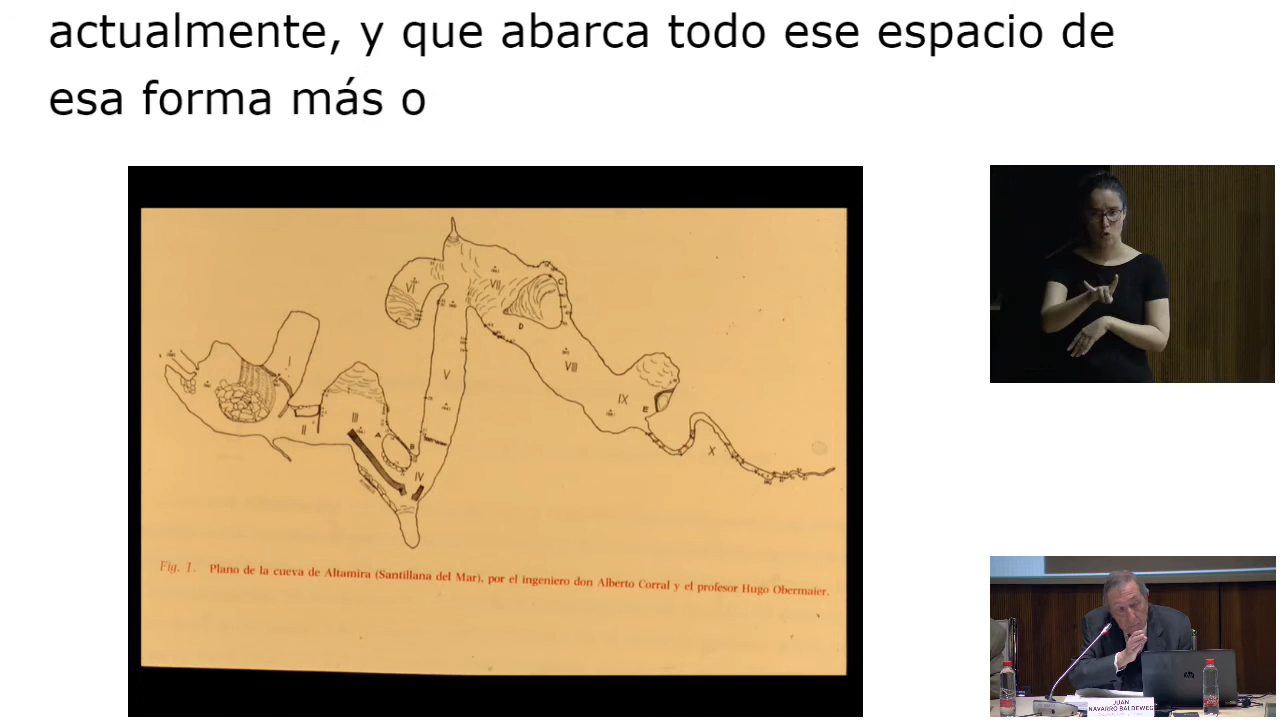 actualmente, y que abarca todo ese espacio de
esa forma más o
I
II
III
IV
V
VI
VII
VIII
IX
X
A
B
C
D
E
Fig. 1. Plano de la cueva de Altamira (Santillana del Mar), por el ingeniero don Alberto Corral y el profesor Hugo Obermaier.
JUAN
NAVARRO BALDEWEG
hp